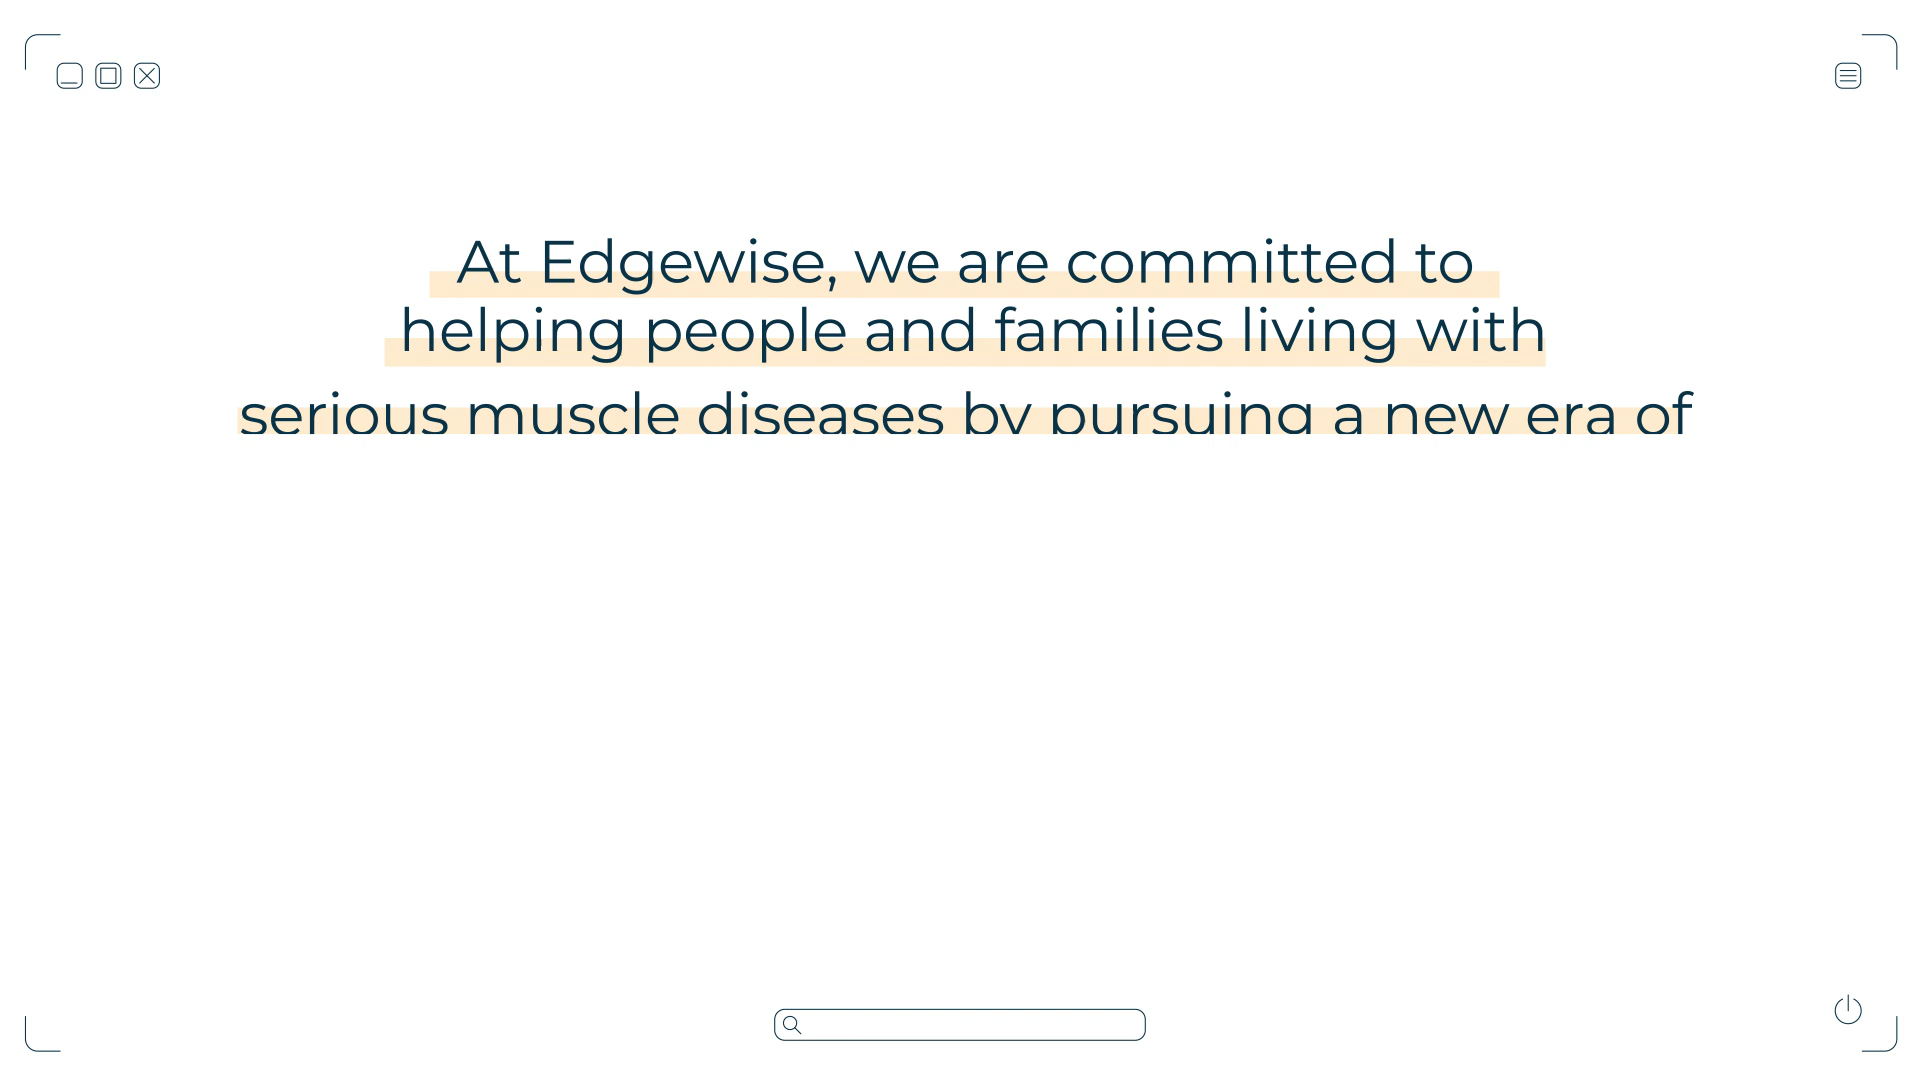 At Edgewise, we are committed to
helping people and families living with
serious muscle diseases by pursuing a new era of